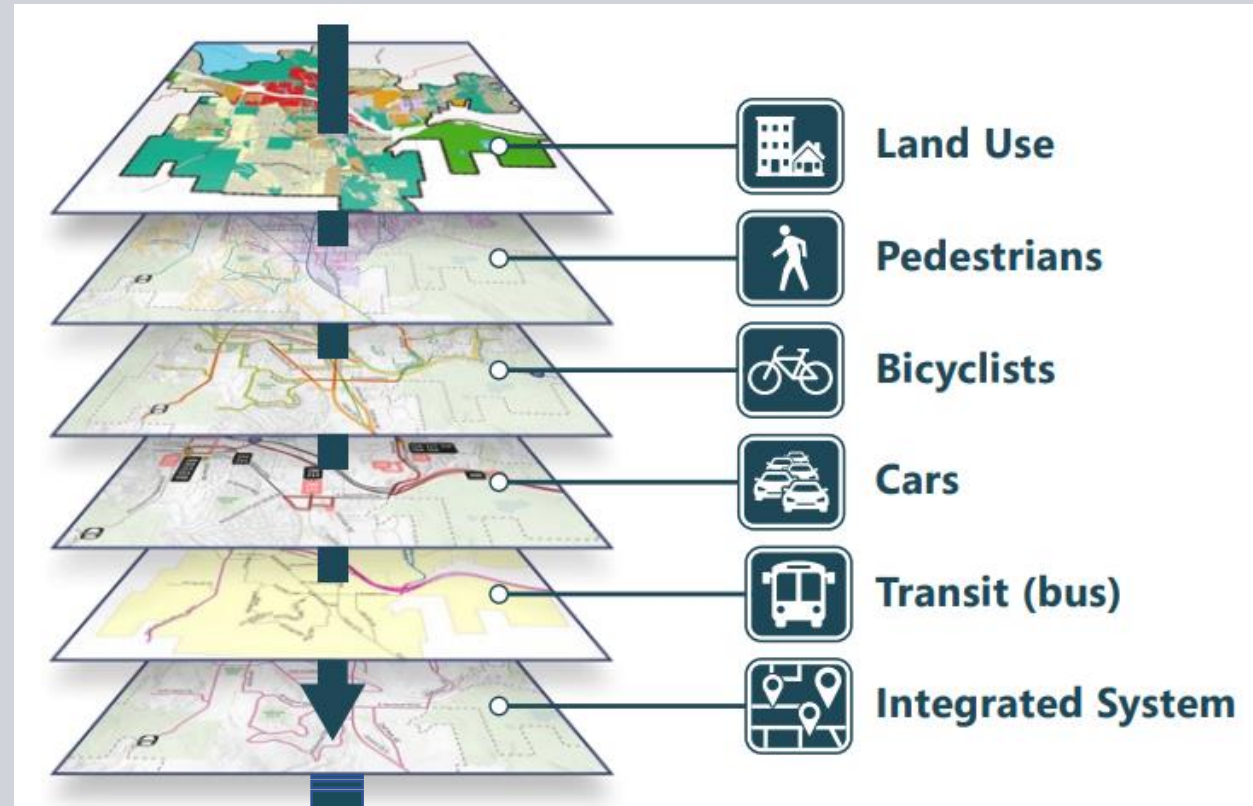 Land Use
Pedestrians
Bicyclists
Cars
Transit (bus)
Integrated System